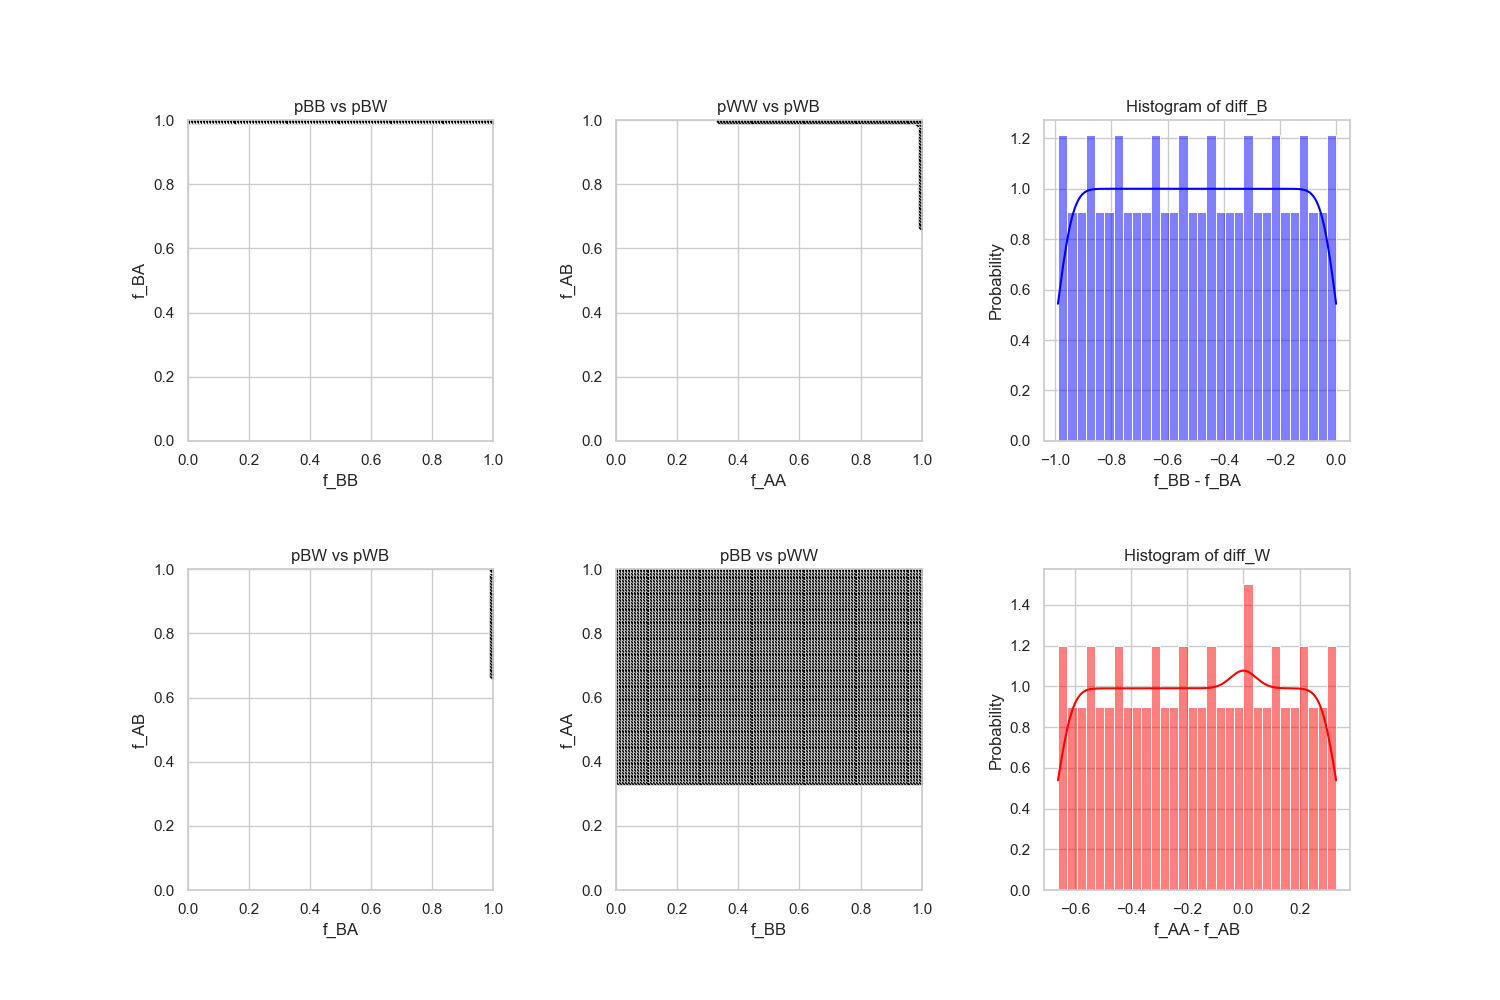 pBB vs pBW
1.0
0.8
0.6
0.4
0.2
0.0
f_BA
0.0 0.2 0.4 0.6 0.8 1.0
f_BB
pWW vs pWB
1.0
0.8
0.6
0.4
0.2
0.0
f_AB
0.0 0.2 0.4 0.6 0.8 1.0
f_AA
Histogram of diff_B
1.2
1.0
0.8
0.6
0.4
0.2
0.0
Probability
−1.0 −0.8 −0.6 −0.4 −0.2 0.0
f_BB - f_BA
pBW vs pWB
1.0
0.8
0.6
0.4
0.2
0.0
f_AB
0.0 0.2 0.4 0.6 0.8 1.0
f_BA
pBB vs pWW
1.0
0.8
0.6
0.4
0.2
0.0
f_AA
0.0 0.2 0.4 0.6 0.8 1.0
f_BB
Histogram of diff_W
1.4
1.2
1.0
0.8
0.6
0.4
0.2
0.0
Probability
−0.6 −0.4 −0.2 0.0 0.2
f_AA - f_AB